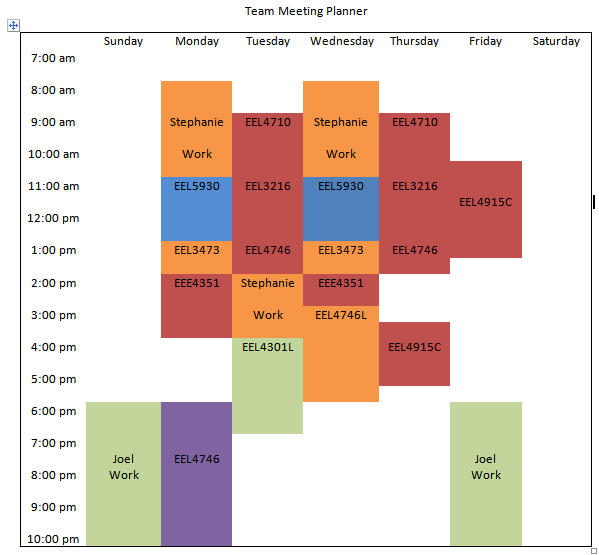 Team Meeting Planner
Sunday Monday Tuesday Wednesday Thursday Friday Saturday
7:00 am
8:00 am
9:00 am Stephanie EEL4710 Stephanie EEL4710
10:00 am Work Work
11:00 am EEL5930 EEL3216 EEL5930 EEL3216
EEL4915C
12:00 pm
1:00 pm EEL3473 EEL4746 EEL3473 EEL4746
2:00 pm EEE4351 Stephanie EEE4351
3:00 pm Work EEL4746L
4:00 pm EEL4301L EEL4915C
5:00 pm
6:00 pm
7:00 pm
Joel EEL4746 Joel
8:00 pm Work Work
9:00 pm
10:00 pm